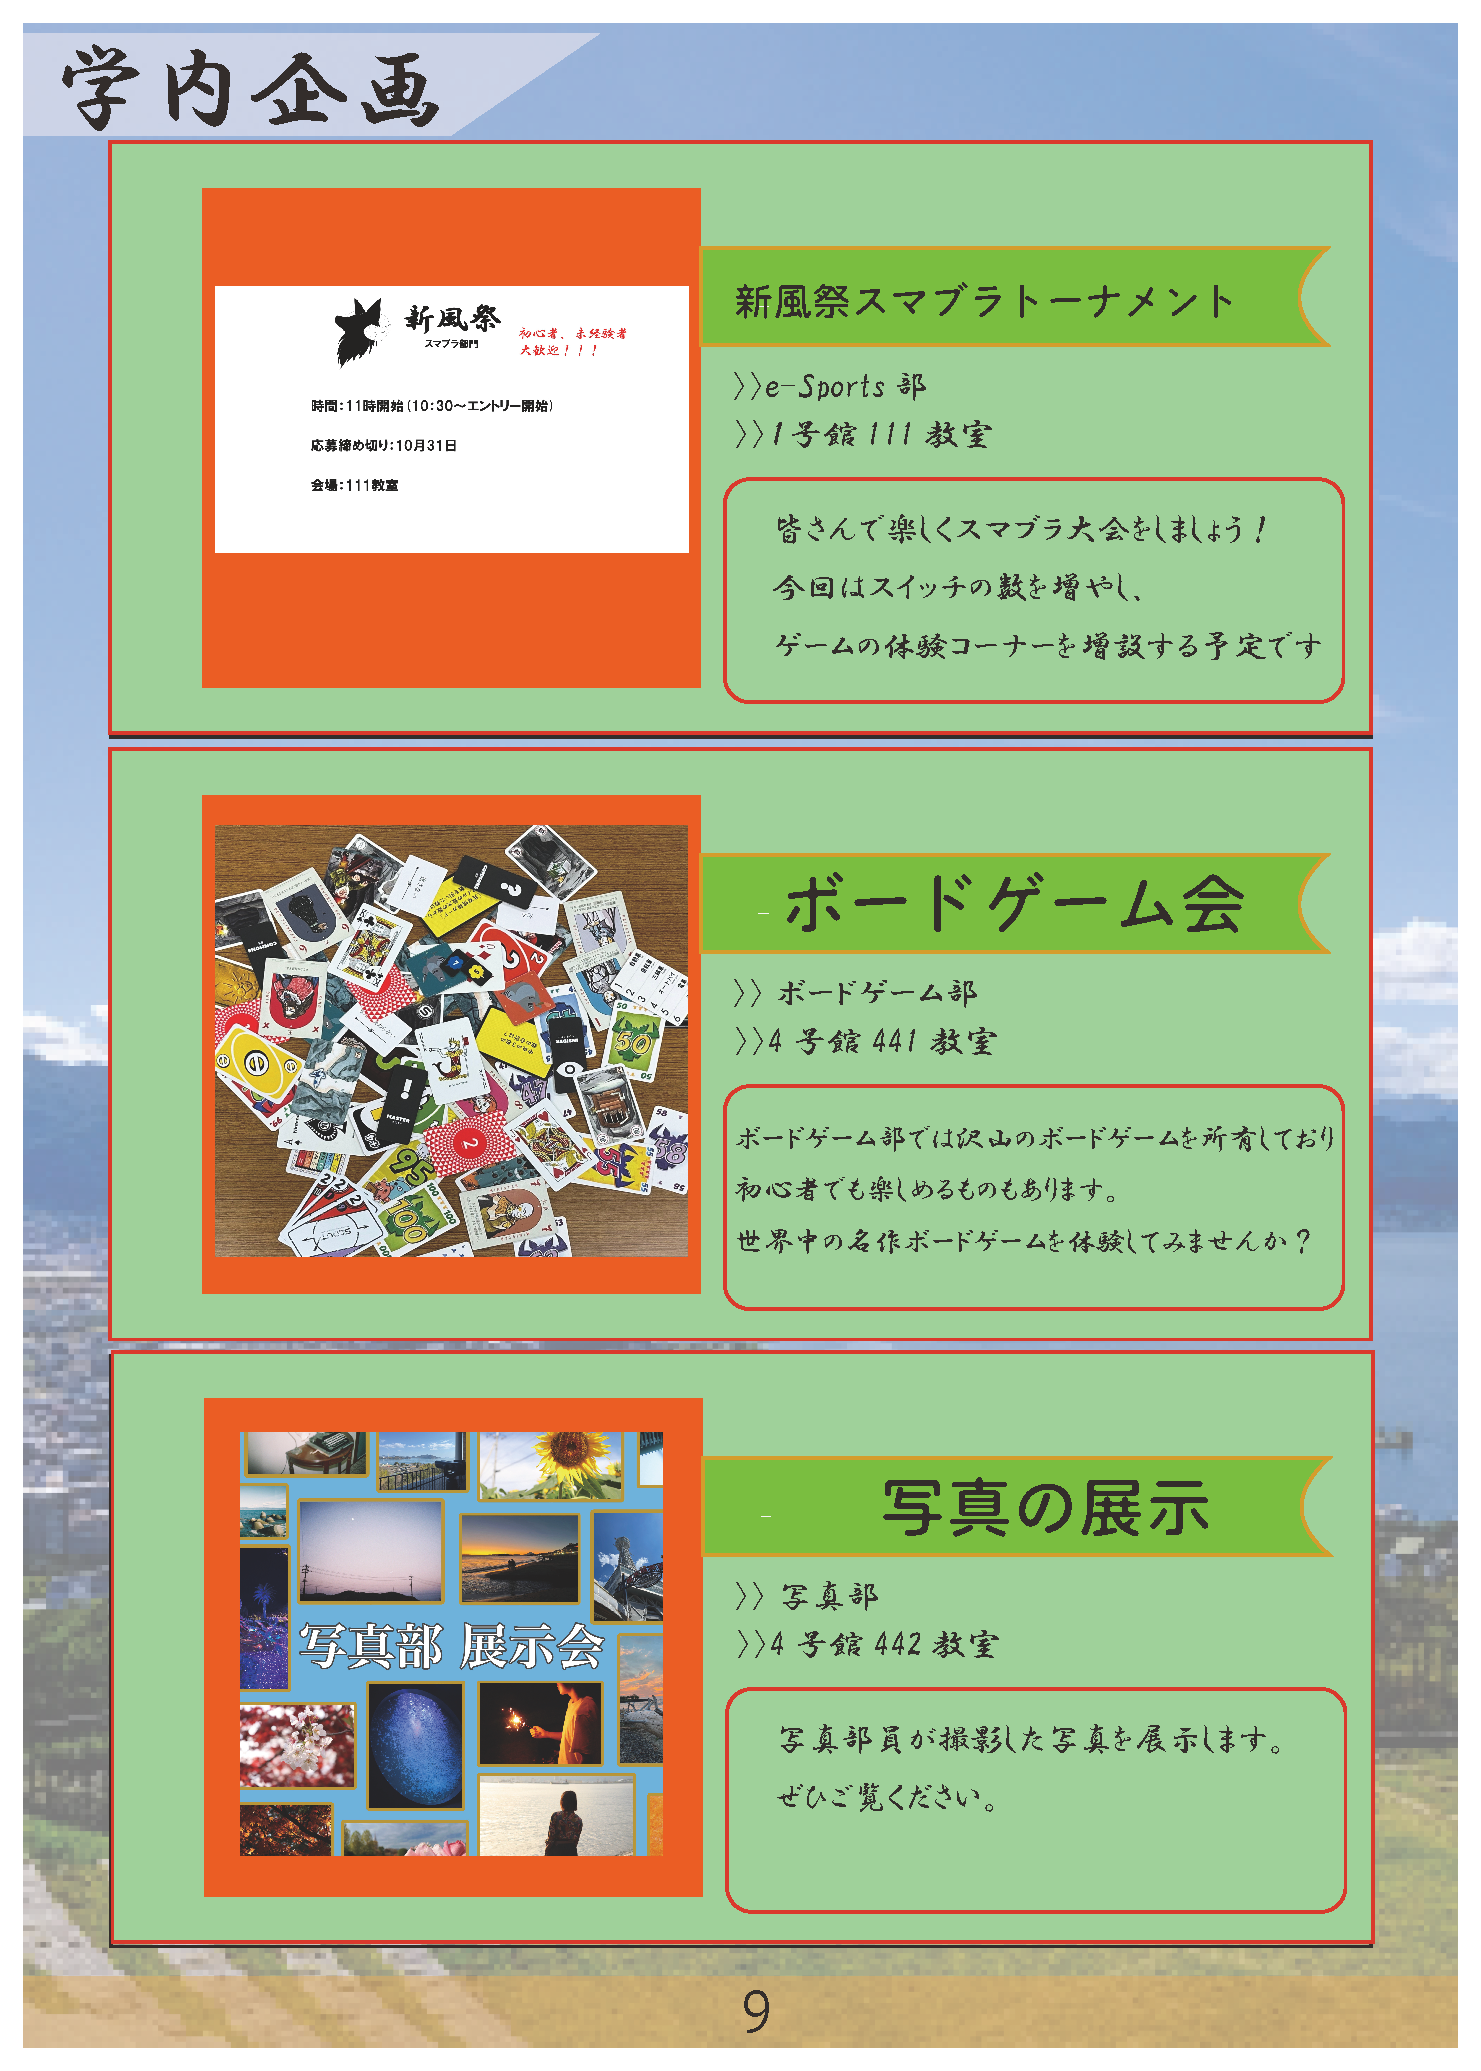 学内企画
新風祭
スマブラ部門
初心者、未経験者
大歓迎！！！
時間：11時開始（10：30～エントリー開始）
応募締め切り：10月31日
会場：111教室
新風祭スマブラトーナメント
〉〉e-Sports 部
〉〉1号館 111 教室
皆さんで楽しくスマブラ大会をしましょう！
今回はスイッチの数を増やし、
ゲームの体験コーナーを増設する予定です
ボードゲーム会
〉〉 ボードゲーム部
〉〉4 号館 441 教室
ボードゲーム部では沢山のボードゲームを所有しており
初心者でも楽しめるものもあります。
世界中の名作ボードゲームを体験してみませんか？
50
95
100
MASTER
写真部 展示会
写真の展示
〉〉 写真部
〉〉4 号館 442 教室
写真部員が撮影した写真を展示します。
ぜひご覧ください。
9